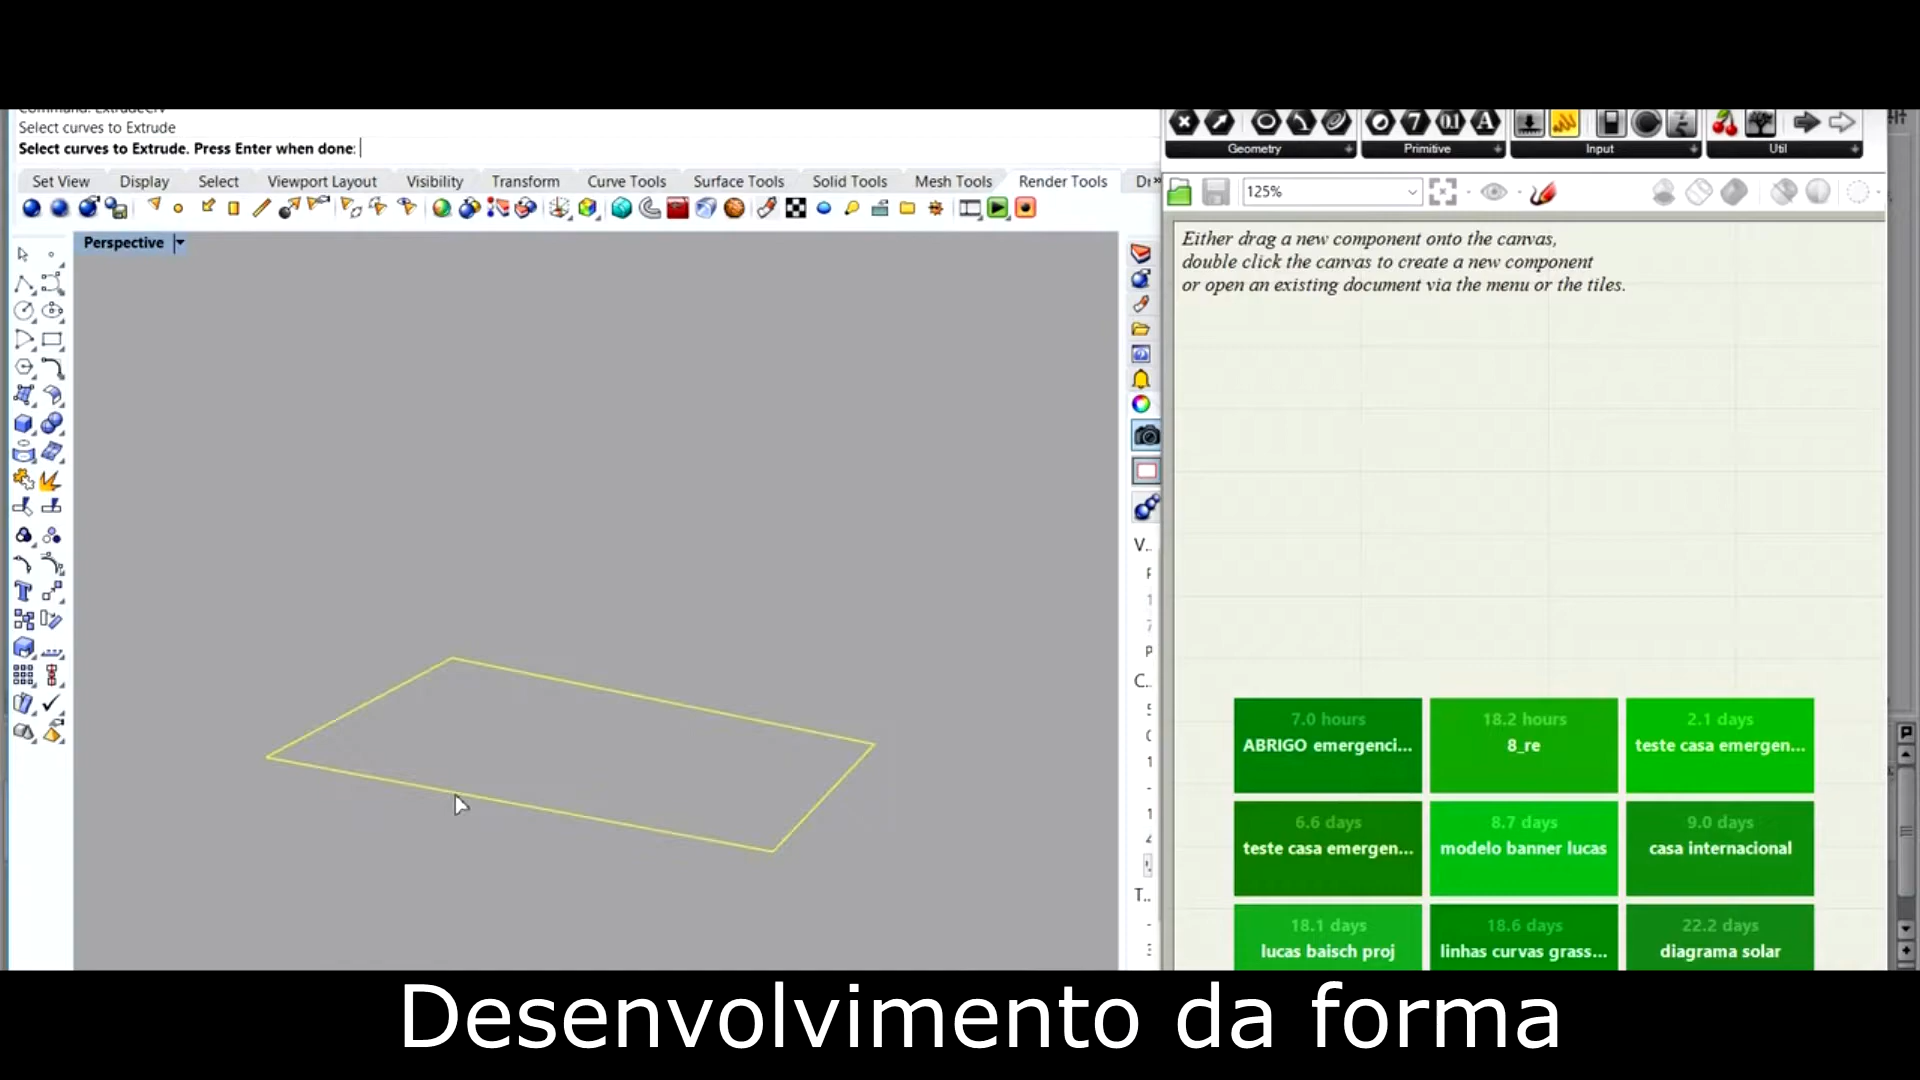 Command: ExtrudeCrv
Select curves to Extrude
Select curves to Extrude. Press Enter when done:
Set View Display Select Viewport Layout Visibility Transform Curve Tools Surface Tools Solid Tools Mesh Tools Render Tools
Perspective
Geometry Primitive Input Util
125%
Either drag a new component onto the canvas,
double click the canvas to create a new component
or open an existing document via the menu or the tiles.
7.0 hours
ABRIGO emergenci...
18.2 hours
8_re
2.1 days
teste casa emergen...
6.6 days
teste casa emergen...
8.7 days
modelo banner lucas
9.0 days
casa internacional
18.1 days
lucas baisch proj
18.6 days
linhas curvas grass...
22.2 days
diagrama solar
V..
C..
T..
Desenvolvimento da forma